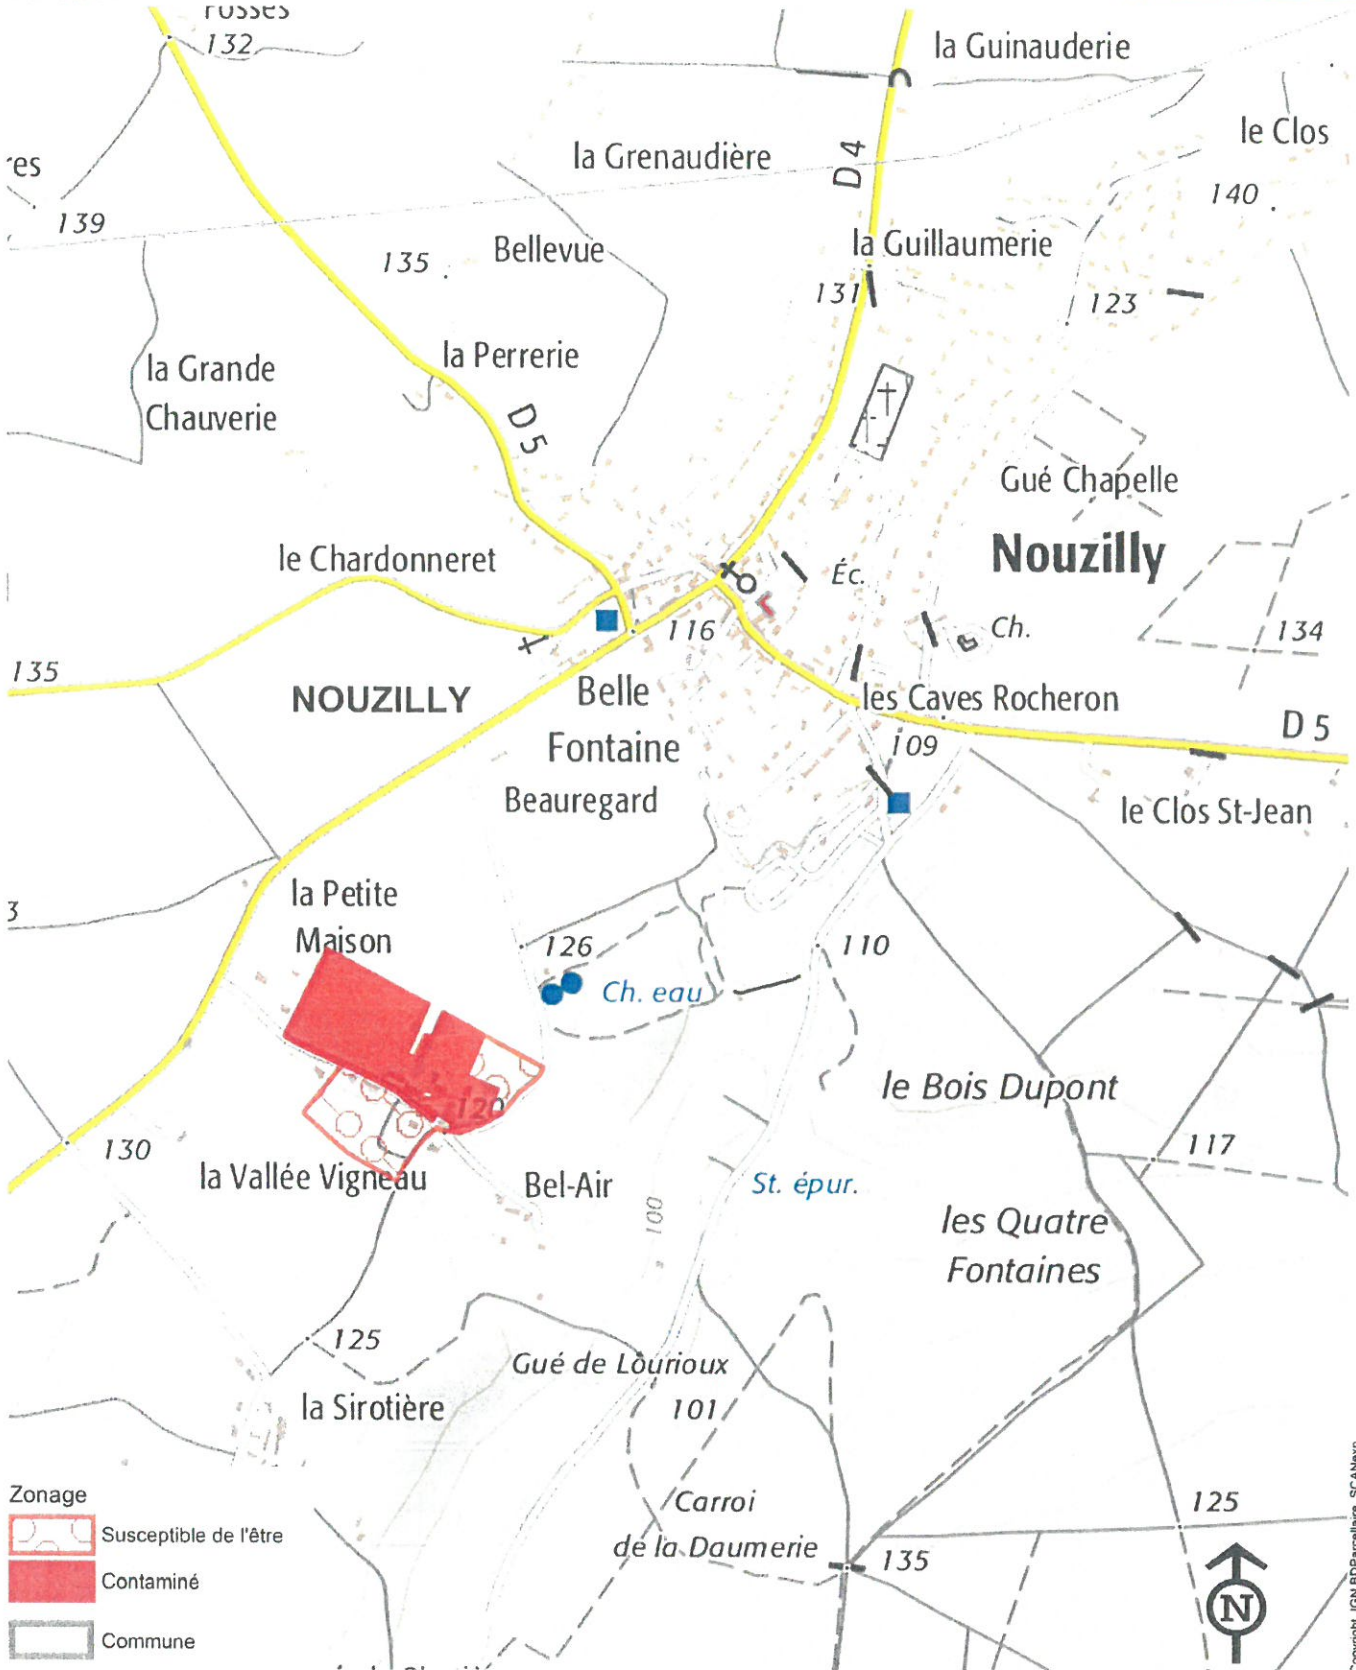 132
la Guinauderie
D 4
le Clos
la Grenaudière
140
139
135
Bellevue
la Guillaumerie
131
123
la Grande
Chauverie
la Perrerie
D 5
Gué Chapelle
Nouzilly
le Chardonneret
Éc.
116
Ch.
134
135
NOUZILLY
Belle
Fontaine
les Caves Rocheron
109
D 5
Beauregard
le Clos St-Jean
la Petite
Maison
3
126
110
Ch. eau
le Bois Dupont
120
130
117
la Vallée Vigneau
Bel-Air
St. épur.
100
les Quatre
Fontaines
125
Gué de Lourioux
101
la Sirotière
Carroi
de la Daumerie
125
135
Zonage
Susceptible de l'être
Contaminé
Commune
N